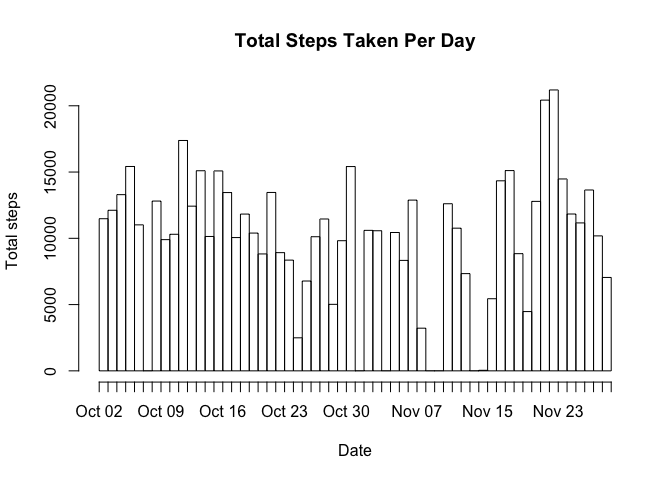 Total Steps Taken Per Day
Total steps
20000
15000
10000
5000
0
Oct 02 Oct 09 Oct 16 Oct 23 Oct 30 Nov 07 Nov 15 Nov 23
Date